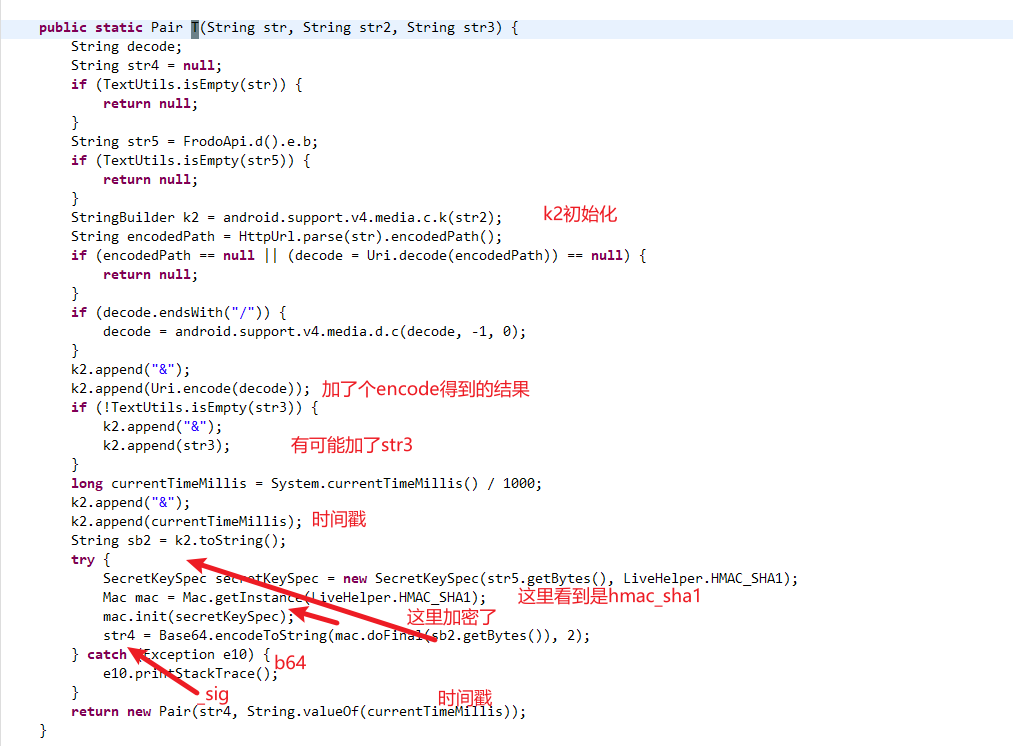 public static Pair T(String str, String str2, String str3) {
String decode;
String str4 = null;
if (TextUtils.isEmpty(str)) {
return null;
}
String str5 = FrodoApi.d().e.b;
if (TextUtils.isEmpty(str5)) {
return null;
}
StringBuilder k2 = android.support.v4.media.c.k(str2); k2初始化
String encodedPath = HttpUrl.parse(str).encodedPath();
if (encodedPath == null || (decode = Uri.decode(encodedPath)) == null) {
return null;
}
if (decode.endsWith("/")) {
decode = android.support.v4.media.d.c(decode, -1, 0);
}
k2.append("&");
k2.append(Uri.encode(decode)); 加了个encode得到的结果
if (!TextUtils.isEmpty(str3)) {
k2.append("&");
k2.append(str3); 有可能加了str3
}
long currentTimeMillis = System.currentTimeMillis() / 1000;
k2.append("&");
k2.append(currentTimeMillis); 时间戳
String sb2 = k2.toString();
try {
SecretKeySpec secretKeySpec = new SecretKeySpec(str5.getBytes(), LiveHelper.HMAC_SHA1);
Mac mac = Mac.getInstance(LiveHelper.HMAC_SHA1); 这里看到是hmac_sha1
mac.init(secretKeySpec); 这里加密了
str4 = Base64.encodeToString(mac.doFinal(sb2.getBytes()), 2);
} catch (Exception e10) { b64
e10.printStackTrace();
} _sig 时间戳
return new Pair(str4, String.valueOf(currentTimeMillis));
}